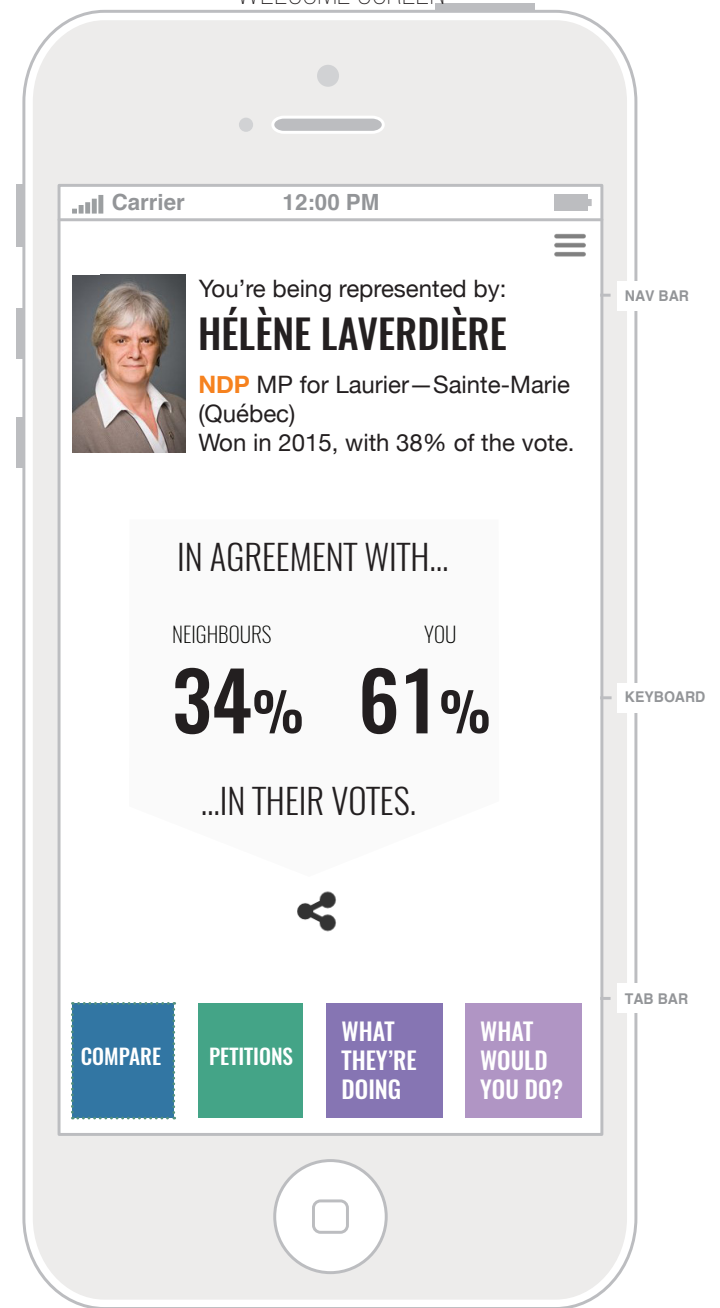 WELCOME SCREEN
Carrier 12:00 PM
You're being represented by:
NAV BAR
HÉLÈNE LAVERDIÈRE
NDP MP for Laurier—Sainte-Marie
(Québec)
Won in 2015, with 38% of the vote.
IN AGREEMENT WITH...
NEIGHBOURS YOU
34% 61%
KEYBOARD
...IN THEIR VOTES.
TAB BAR
COMPARE
PETITIONS
WHAT
THEY'RE
DOING
WHAT
WOULD
YOU DO?